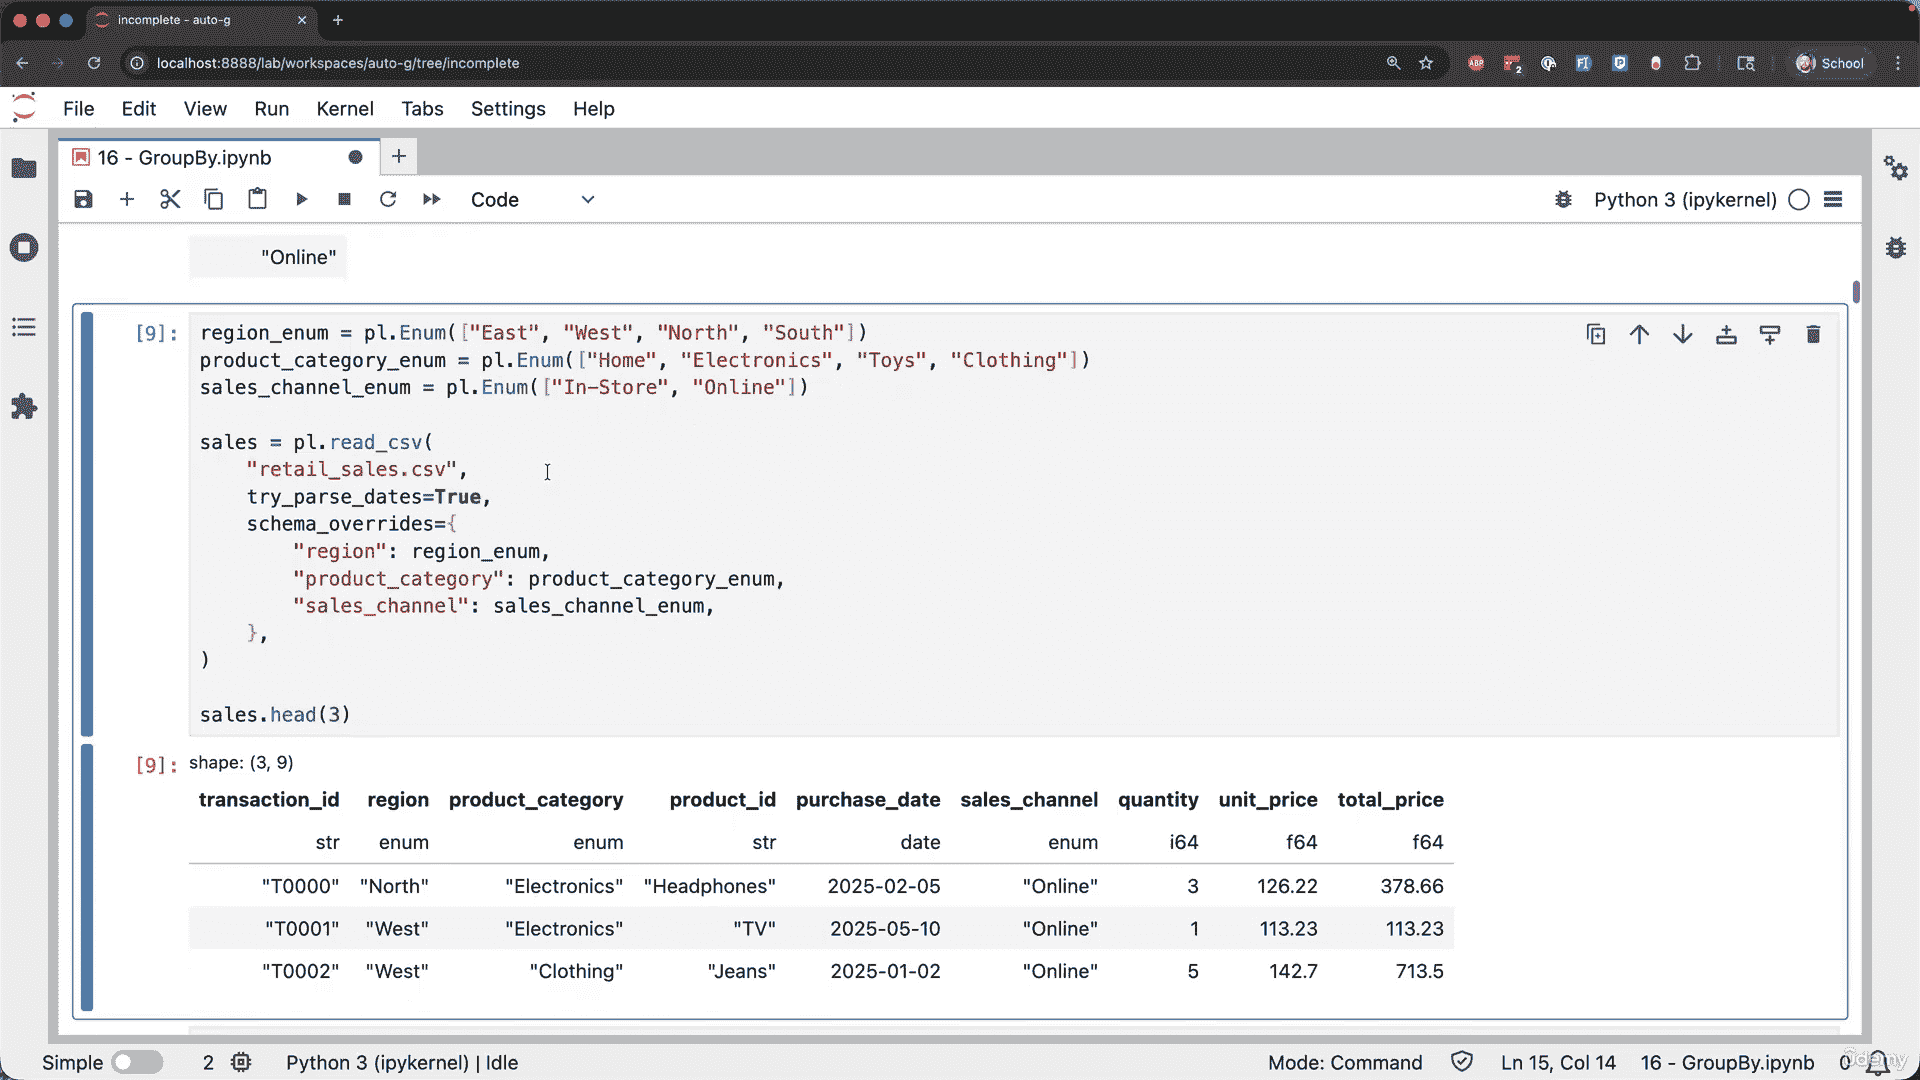 incomplete - auto-g
localhost:8888/lab/workspaces/auto-g/tree/incomplete
ABP
2
School
File Edit View Run Kernel Tabs Settings Help
16 - GroupBy.ipynb
Code
Python 3 (ipykernel)
"Online"
[9]:
region_enum = pl.Enum(["East", "West", "North", "South"])
product_category_enum = pl.Enum(["Home", "Electronics", "Toys", "Clothing"])
sales_channel_enum = pl.Enum(["In-Store", "Online"])
sales = pl.read_csv(
"retail_sales.csv",
try_parse_dates=True,
schema_overrides={
"region": region_enum,
"product_category": product_category_enum,
"sales_channel": sales_channel_enum,
},
)
sales.head(3)
[9]:
shape: (3, 9)
transaction_id region product_category product_id purchase_date sales_channel quantity unit_price total_price
str enum enum str date enum i64 f64 f64
"T0000" "North" "Electronics" "Headphones" 2025-02-05 "Online" 3 126.22 378.66
"T0001" "West" "Electronics" "TV" 2025-05-10 "Online" 1 113.23 113.23
"T0002" "West" "Clothing" "Jeans" 2025-01-02 "Online" 5 142.7 713.5
Simple 2 Python 3 (ipykernel) | Idle Mode: Command Ln 15, Col 14 16 - GroupBy.ipynb 0
udemy